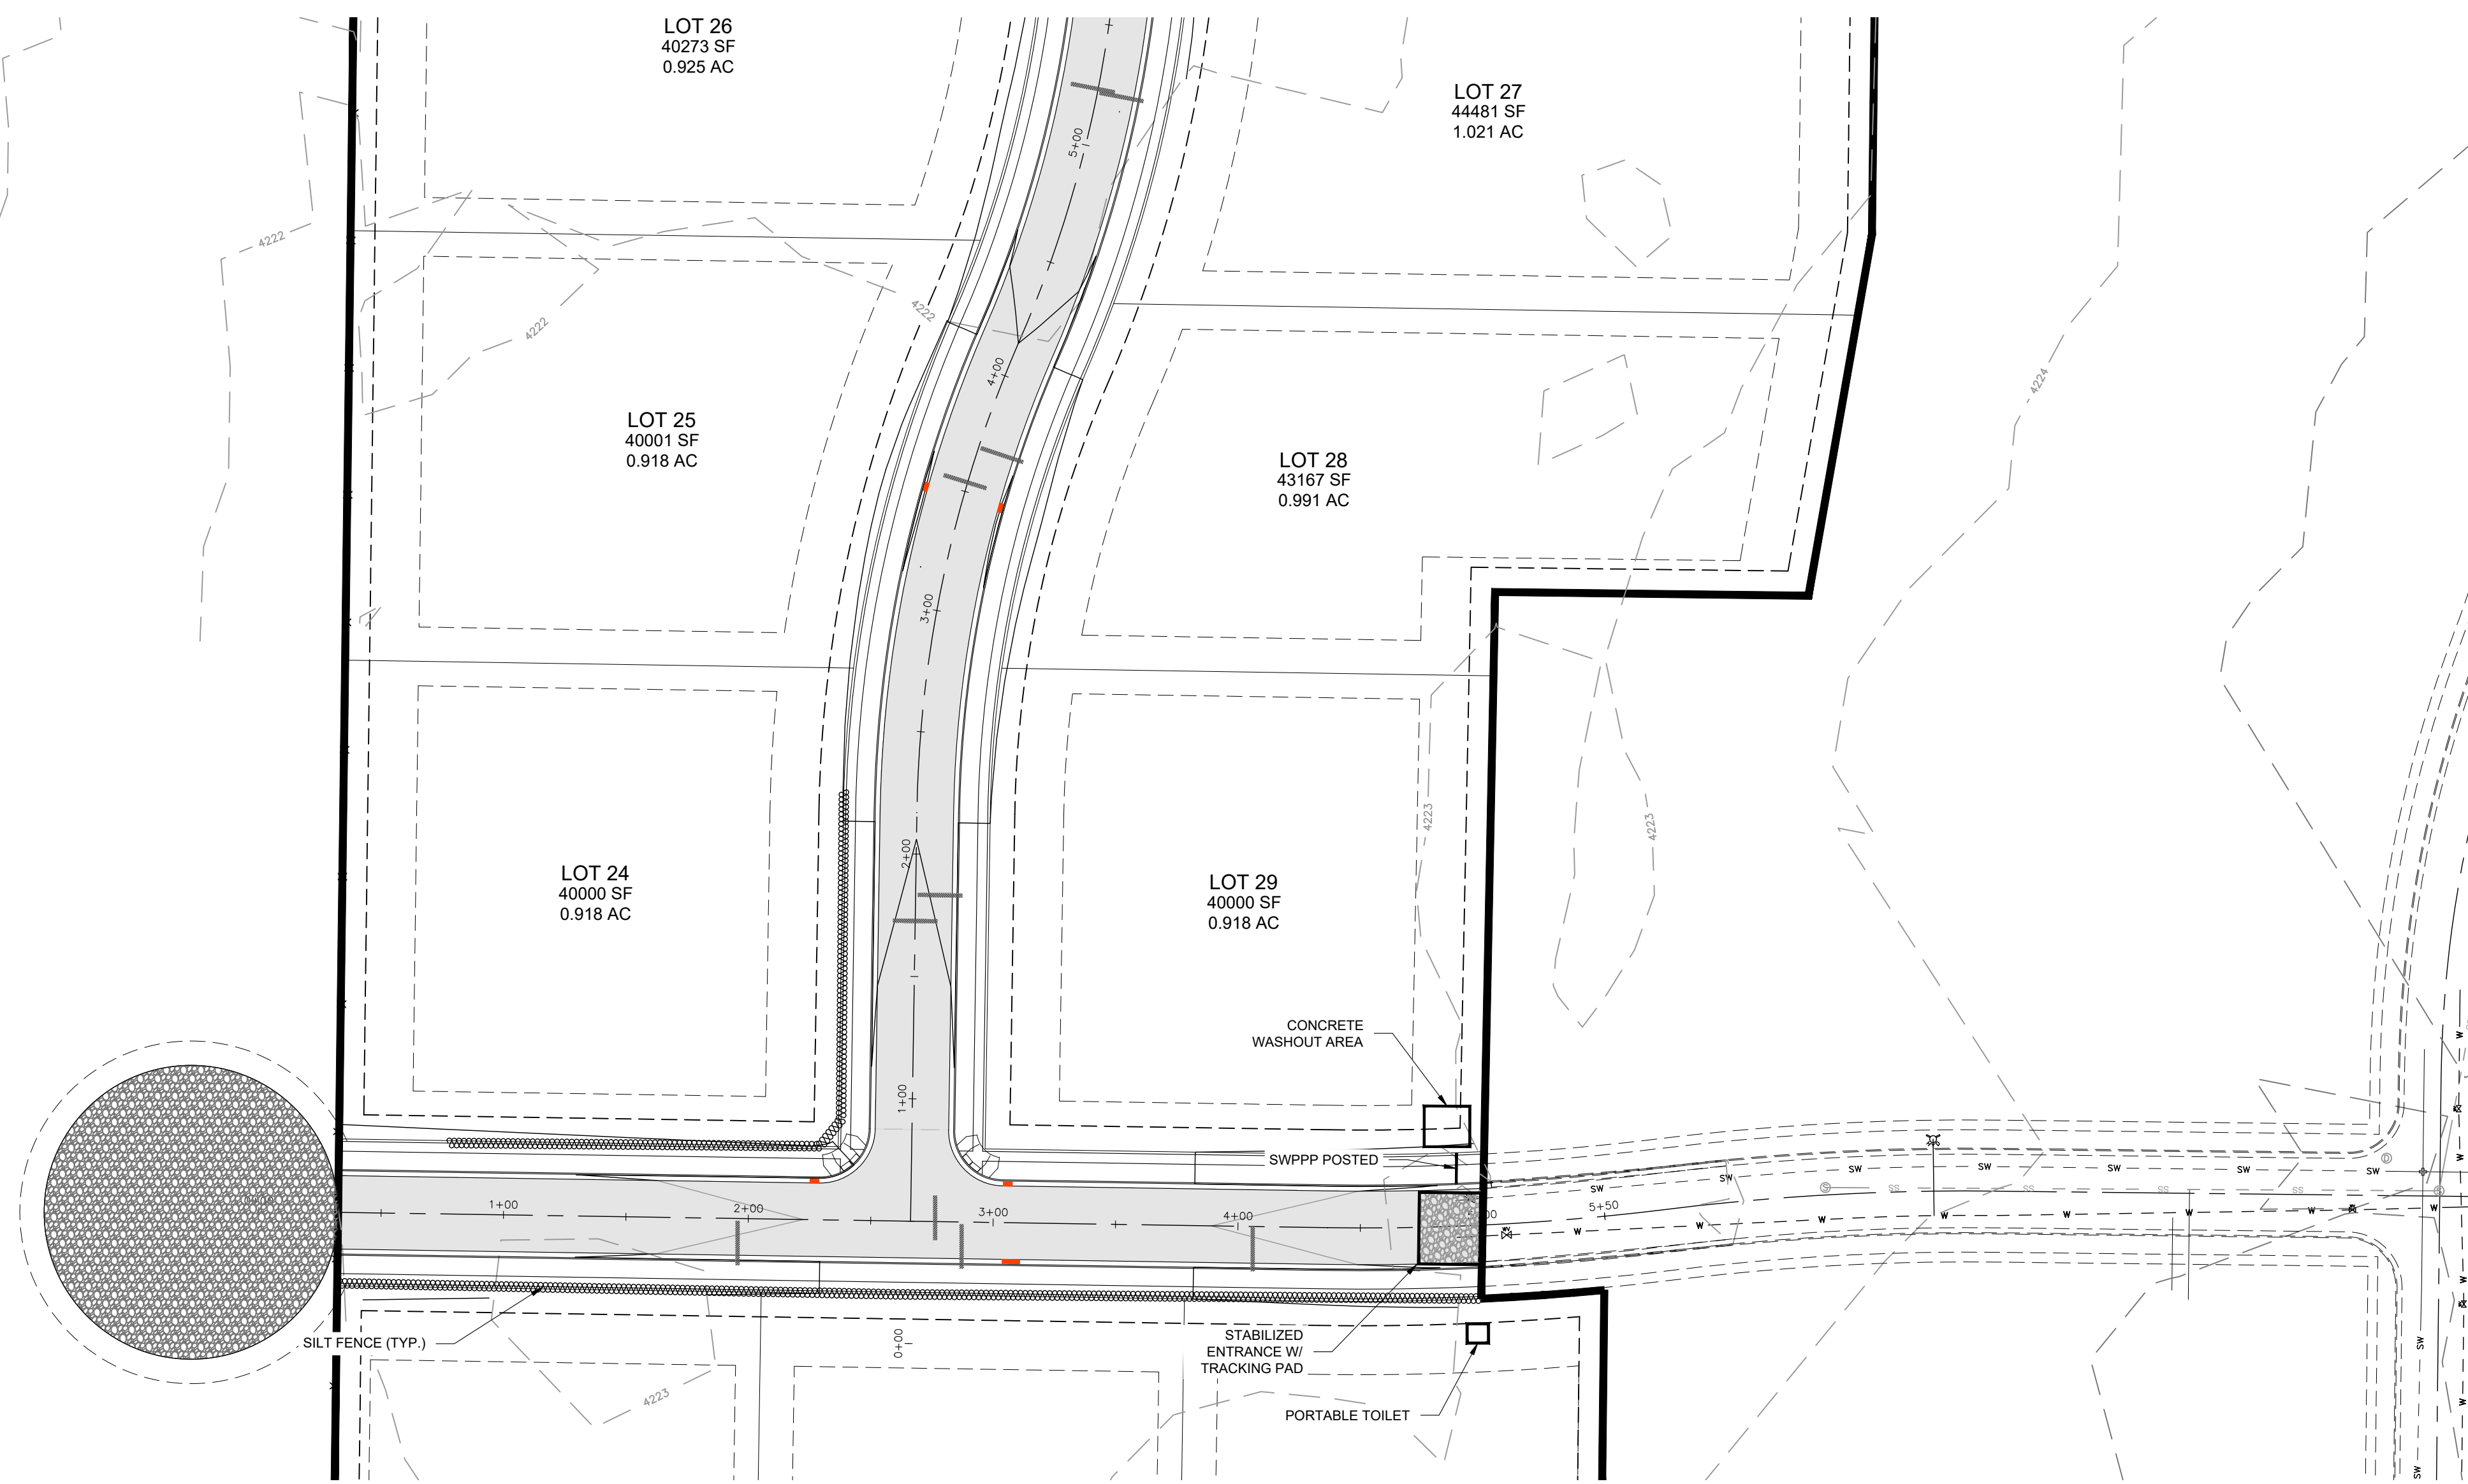 LOT 26
40273 SF
0.925 AC
LOT 27
44481 SF
1.021 AC
5+00
4222
4222
4222
4+00
4224
LOT 25
40001 SF
0.918 AC
LOT 28
43167 SF
0.991 AC
3+00
4223
4223
2+00
LOT 24
40000 SF
0.918 AC
LOT 29
40000 SF
0.918 AC
CONCRETE
WASHOUT AREA
1+00
SWPPP POSTED
SW SW SW SW SW SW SW
S SS SS SS SS S
D
1+00 2+00 3+00 4+00 5+50
W W W W W W W W
SILT FENCE (TYP.)
0+00
STABILIZED
ENTRANCE W/
TRACKING PAD
4223
PORTABLE TOILET
W
W
W
W
W
SW
SW